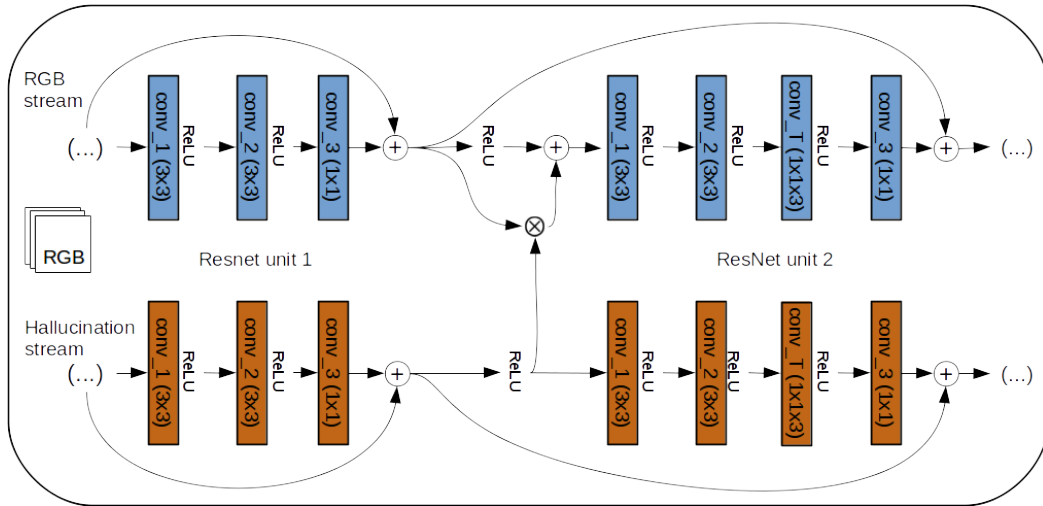 RGB
stream
(...)
conv_1 (3x3)
ReLU
conv_2 (3x3)
ReLU
conv_3 (1x1)
+
ReLU
+
conv_1 (3x3)
ReLU
conv_2 (3x3)
ReLU
conv_T (1x1x3)
ReLU
conv_3 (1x1)
+
(...)
⊗
RGB
Resnet unit 1
ResNet unit 2
Hallucination
stream
(...)
conv_1 (3x3)
ReLU
conv_2 (3x3)
ReLU
conv_3 (1x1)
+
ReLU
conv_1 (3x3)
ReLU
conv_2 (3x3)
ReLU
conv_T (1x1x3)
ReLU
conv_3 (1x1)
+
(...)